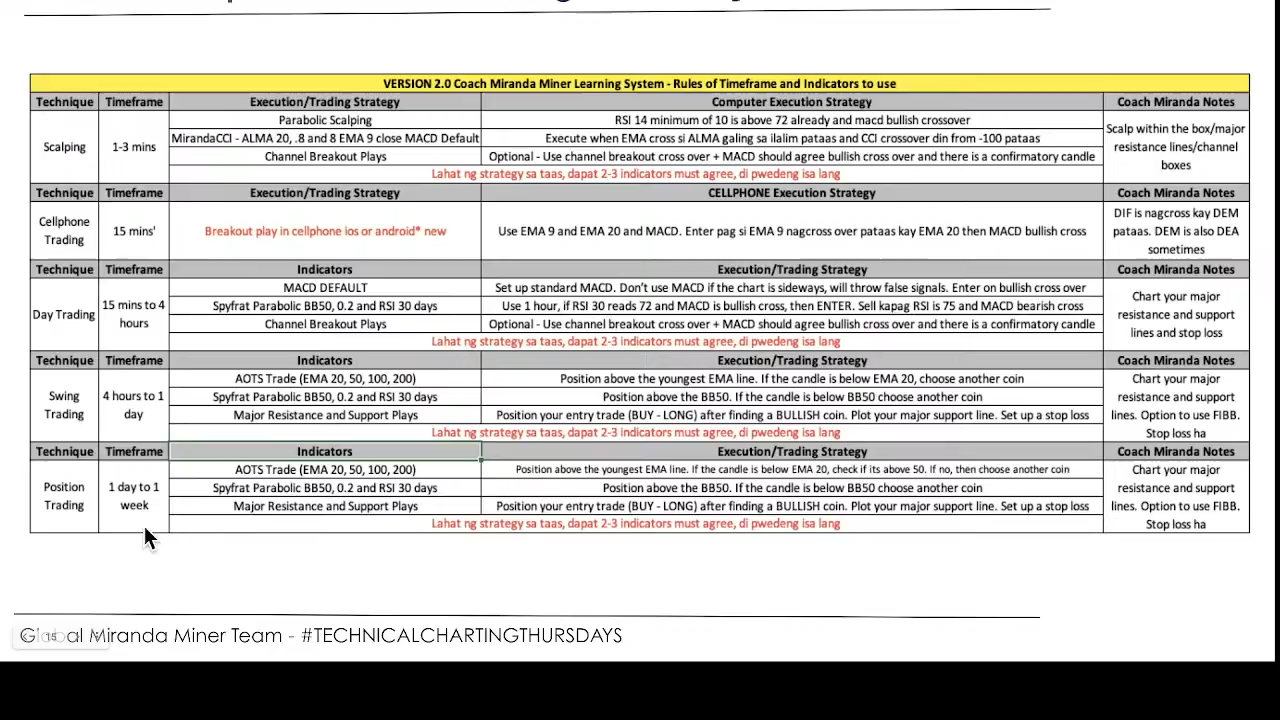 VERSION 2.0 Coach Miranda Miner Learning System - Rules of Timeframe and Indicators to use
Technique Timeframe Execution/Trading Strategy Computer Execution Strategy Coach Miranda Notes
Scalping 1-3 mins
Parabolic Scalping RSI 14 minimum of 10 is above 72 already and macd bullish crossover
MirandaCCI - ALMA 20, .8 and 8 EMA 9 close MACD Default Execute when EMA cross si ALMA galing sa ilalim pataas and CCI crossover din from -100 pataas
Channel Breakout Plays Optional - Use channel breakout cross over + MACD should agree bullish cross over and there is a confirmatory candle
Lahat ng strategy sa taas, dapat 2-3 indicators must agree, di pwedeng isa lang
Scalp within the box/major
resistance lines/channel
boxes
Technique Timeframe Execution/Trading Strategy CELLPHONE Execution Strategy Coach Miranda Notes
Cellphone
Trading
15 mins'
Breakout play in cellphone ios or android* new Use EMA 9 and EMA 20 and MACD. Enter pag si EMA 9 nagcross over pataas kay EMA 20 then MACD bullish cross
DIF is nagcross kay DEM
pataas. DEM is also DEA
sometimes
Technique Timeframe Indicators Execution/Trading Strategy Coach Miranda Notes
Day Trading
15 mins to 4
hours
MACD DEFAULT Set up standard MACD. Don't use MACD if the chart is sideways, will throw false signals. Enter on bullish cross over
Spyfrat Parabolic BB50, 0.2 and RSI 30 days Use 1 hour, if RSI 30 reads 72 and MACD is bullish cross, then ENTER. Sell kapag RSI is 75 and MACD bearish cross
Channel Breakout Plays Optional - Use channel breakout cross over + MACD should agree bullish cross over and there is a confirmatory candle
Lahat ng strategy sa taas, dapat 2-3 indicators must agree, di pwedeng isa lang
Chart your major
resistance and support
lines and stop loss
Technique Timeframe Indicators Execution/Trading Strategy Coach Miranda Notes
Swing
Trading
4 hours to 1
day
AOTS Trade (EMA 20, 50, 100, 200) Position above the youngest EMA line. If the candle is below EMA 20, choose another coin
Spyfrat Parabolic BB50, 0.2 and RSI 30 days Position above the BB50. If the candle is below BB50 choose another coin
Major Resistance and Support Plays Position your entry trade (BUY - LONG) after finding a BULLISH coin. Plot your major support line. Set up a stop loss
Lahat ng strategy sa taas, dapat 2-3 indicators must agree, di pwedeng isa lang
Chart your major
resistance and support
lines. Option to use FIBB.
Stop loss ha
Technique Timeframe Indicators Execution/Trading Strategy Coach Miranda Notes
Position
Trading
1 day to 1
week
AOTS Trade (EMA 20, 50, 100, 200) Position above the youngest EMA line. If the candle is below EMA 20, check if its above 50. If no, then choose another coin
Spyfrat Parabolic BB50, 0.2 and RSI 30 days Position above the BB50. If the candle is below BB50 choose another coin
Major Resistance and Support Plays Position your entry trade (BUY - LONG) after finding a BULLISH coin. Plot your major support line. Set up a stop loss
Lahat ng strategy sa taas, dapat 2-3 indicators must agree, di pwedeng isa lang
Chart your major
resistance and support
lines. Option to use FIBB.
Stop loss ha
Global Miranda Miner Team - #TECHNICALCHARTINGTHURSDAYS
15